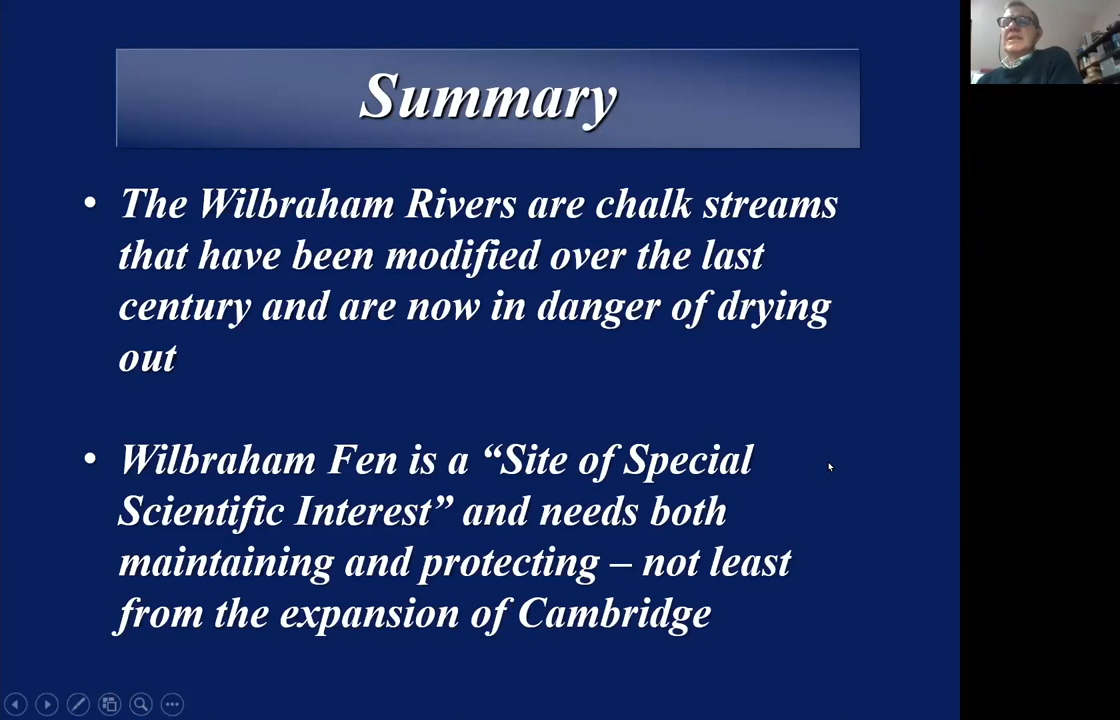 Summary
• The Wilbraham Rivers are chalk streams
that have been modified over the last
century and are now in danger of drying
out
• Wilbraham Fen is a “Site of Special
Scientific Interest” and needs both
maintaining and protecting – not least
from the expansion of Cambridge